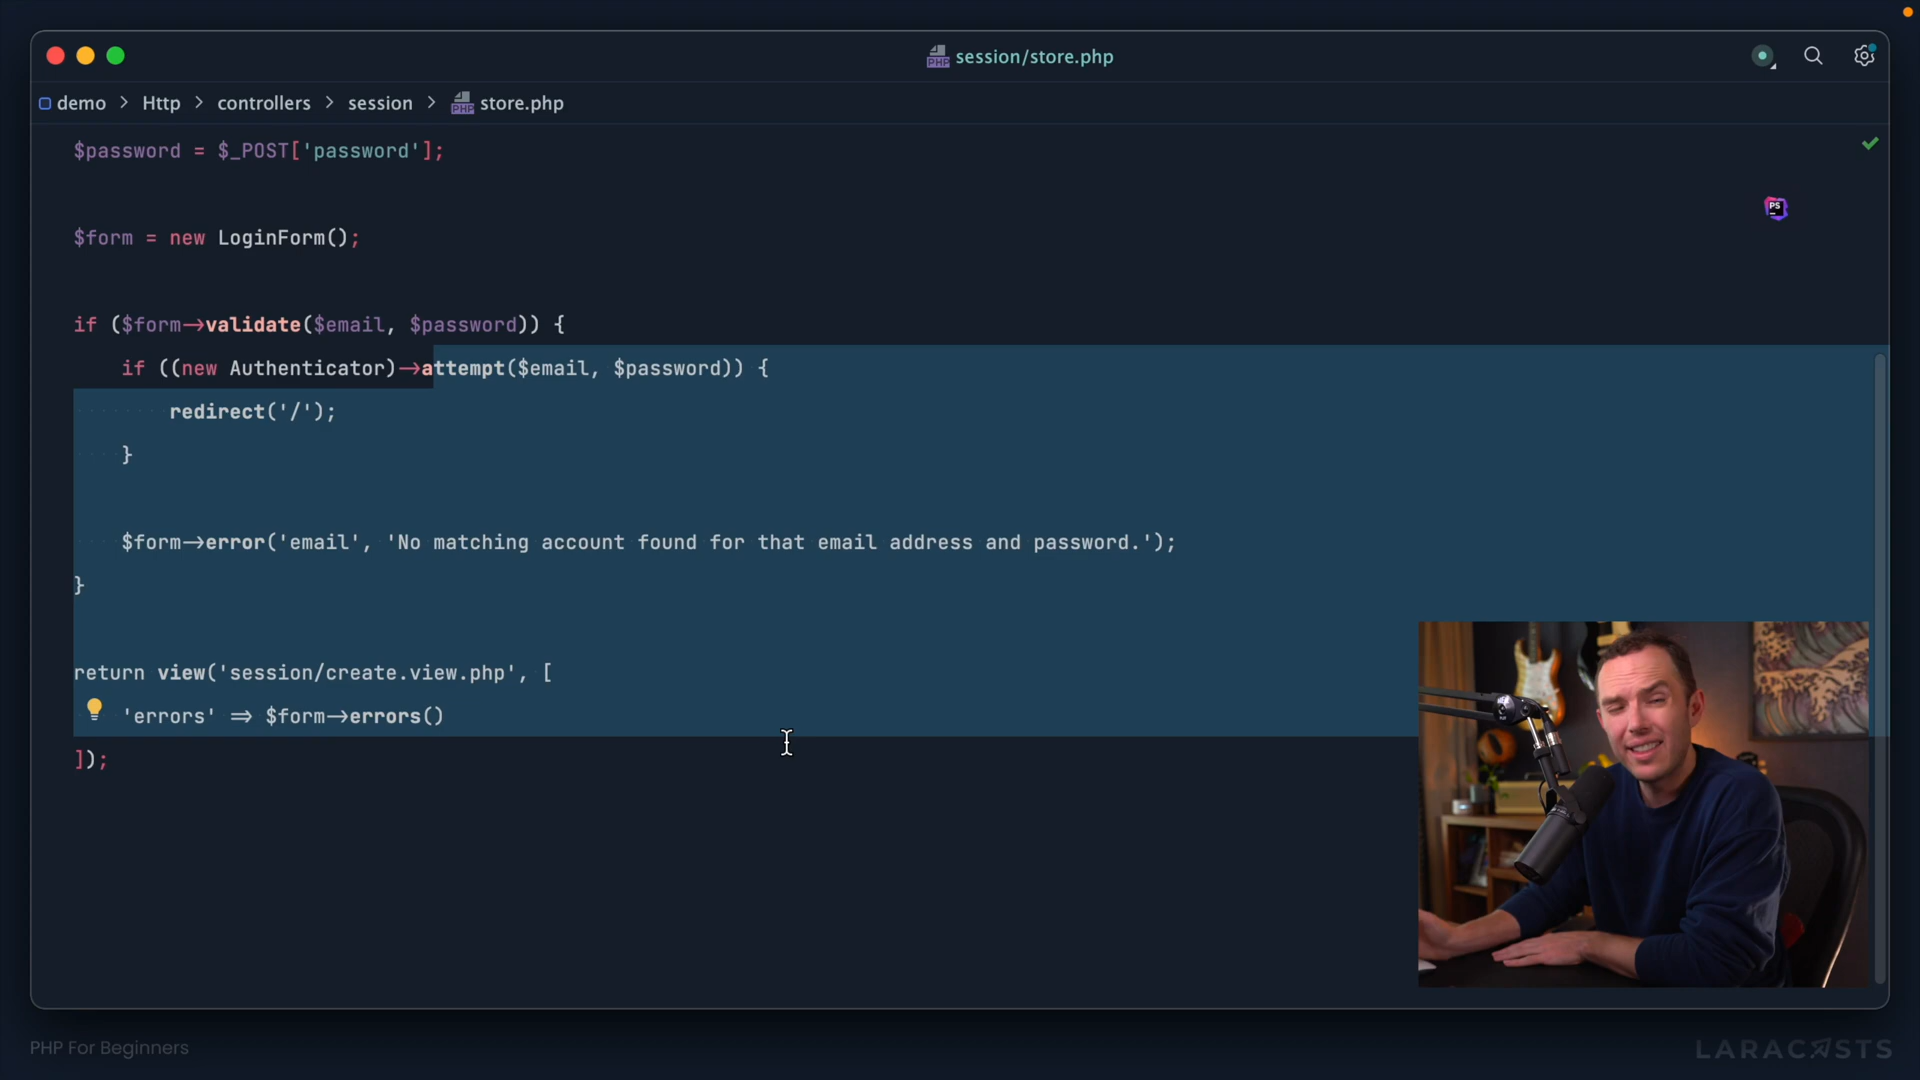 session/store.php
demo > Http > controllers > session > store.php
$password = $_POST['password'];
$form = new LoginForm();
if ($form->validate($email, $password)) {
if ((new Authenticator)->attempt($email, $password)) {
redirect('/');
}
$form->error('email', 'No matching account found for that email address and password.');
}
return view('session/create.view.php', [
'errors' => $form->errors()
]);
PS
PHP For Beginners
LARACASTS